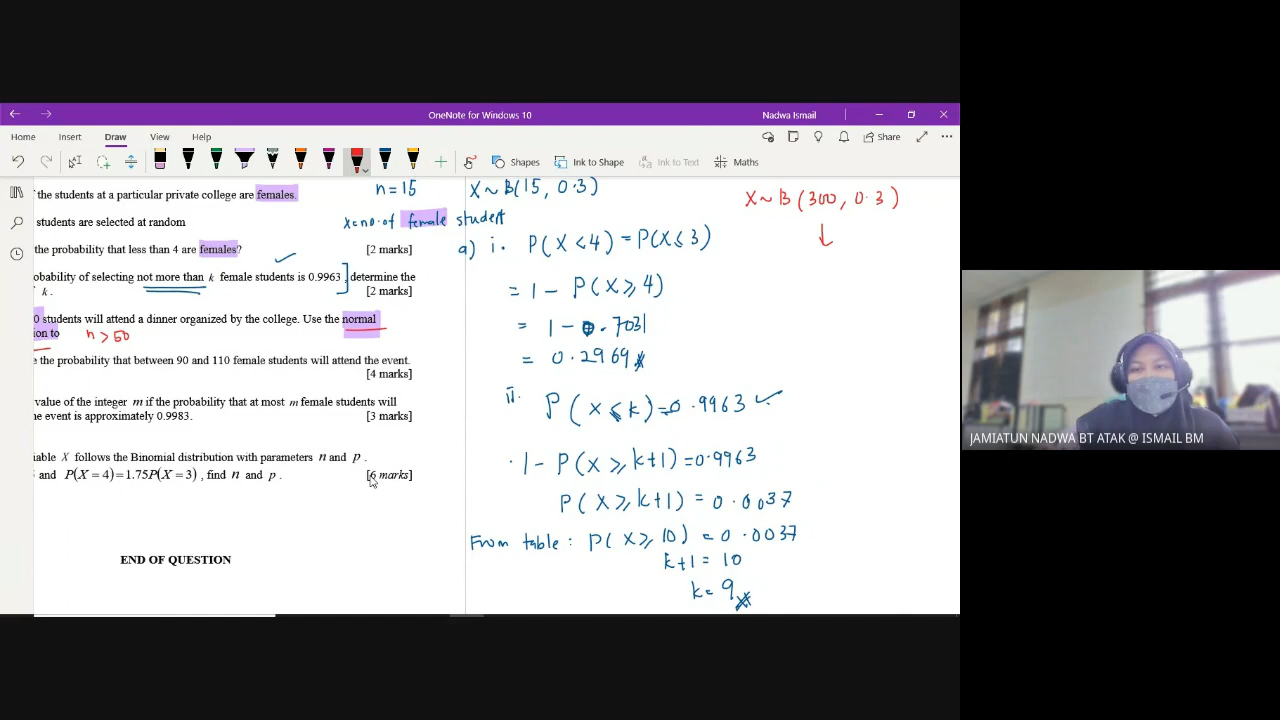 OneNote for Windows 10
Nadwa Ismail
Home Insert Draw View Help
Share
Shapes Ink to Shape Ink to Text Maths
f the students at a particular private college are females.
students are selected at random
the probability that less than 4 are females?
[2 marks]
obability of selecting not more than k female students is 0.9963, determine the
k.
[2 marks]
0 students will attend a dinner organized by the college. Use the normal
ion to
n > 50
e the probability that between 90 and 110 female students will attend the event.
[4 marks]
value of the integer m if the probability that at most m female students will
he event is approximately 0.9983.
[3 marks]
iable X follows the Binomial distribution with parameters n and p.
and P(X = 4) = 1.75P(X = 3), find n and p.
[6 marks]
END OF QUESTION
n = 15
X ~ B(15, 0.3)
x = no. of female student
a) i. P(X < 4) = P(X ≤ 3)
= 1 - P(X ≥ 4)
= 1 - 0.7031
= 0.2969
ii. P(X ≤ k) = 0.9963
1 - P(X ≥ k+1) = 0.9963
P(X ≥ k+1) = 0.0037
From table: P(X ≥ 10) = 0.0037
k+1 = 10
k = 9
X ~ B(300, 0.3)
JAMIATUN NADWA BT ATAK @ ISMAIL BM